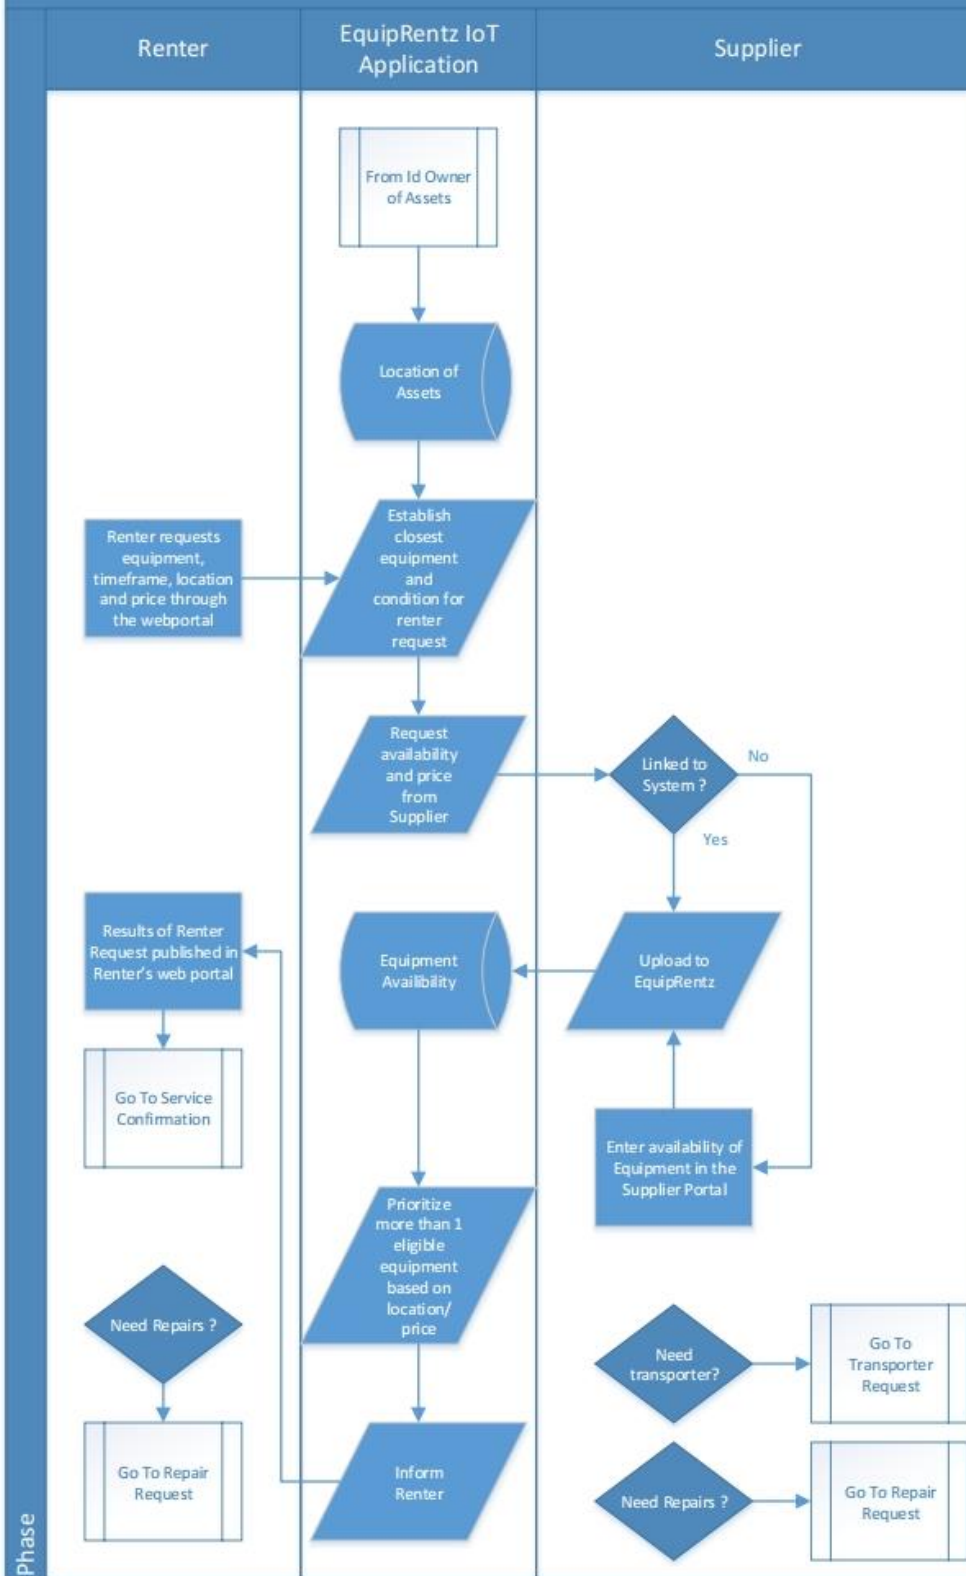 Renter
EquipRentz IoT
Application
Supplier
From Id Owner
of Assets
Location of
Assets
Renter requests
equipment,
timeframe, location
and price through
the webportal
Establish
closest
equipment
and
condition for
renter
request
Request
availability
and price
from
Supplier
Linked to
System ?
No
Yes
Results of Renter
Request published in
Renter's web portal
Equipment
Availibility
Upload to
EquipRentz
Go To Service
Confirmation
Enter availability of
Equipment in the
Supplier Portal
Prioritize
more than 1
eligible
equipment
based on
location/
price
Need Repairs ?
Need
transporter?
Go To
Transporter
Request
Go To Repair
Request
Inform
Renter
Need Repairs ?
Go To Repair
Request
Phase